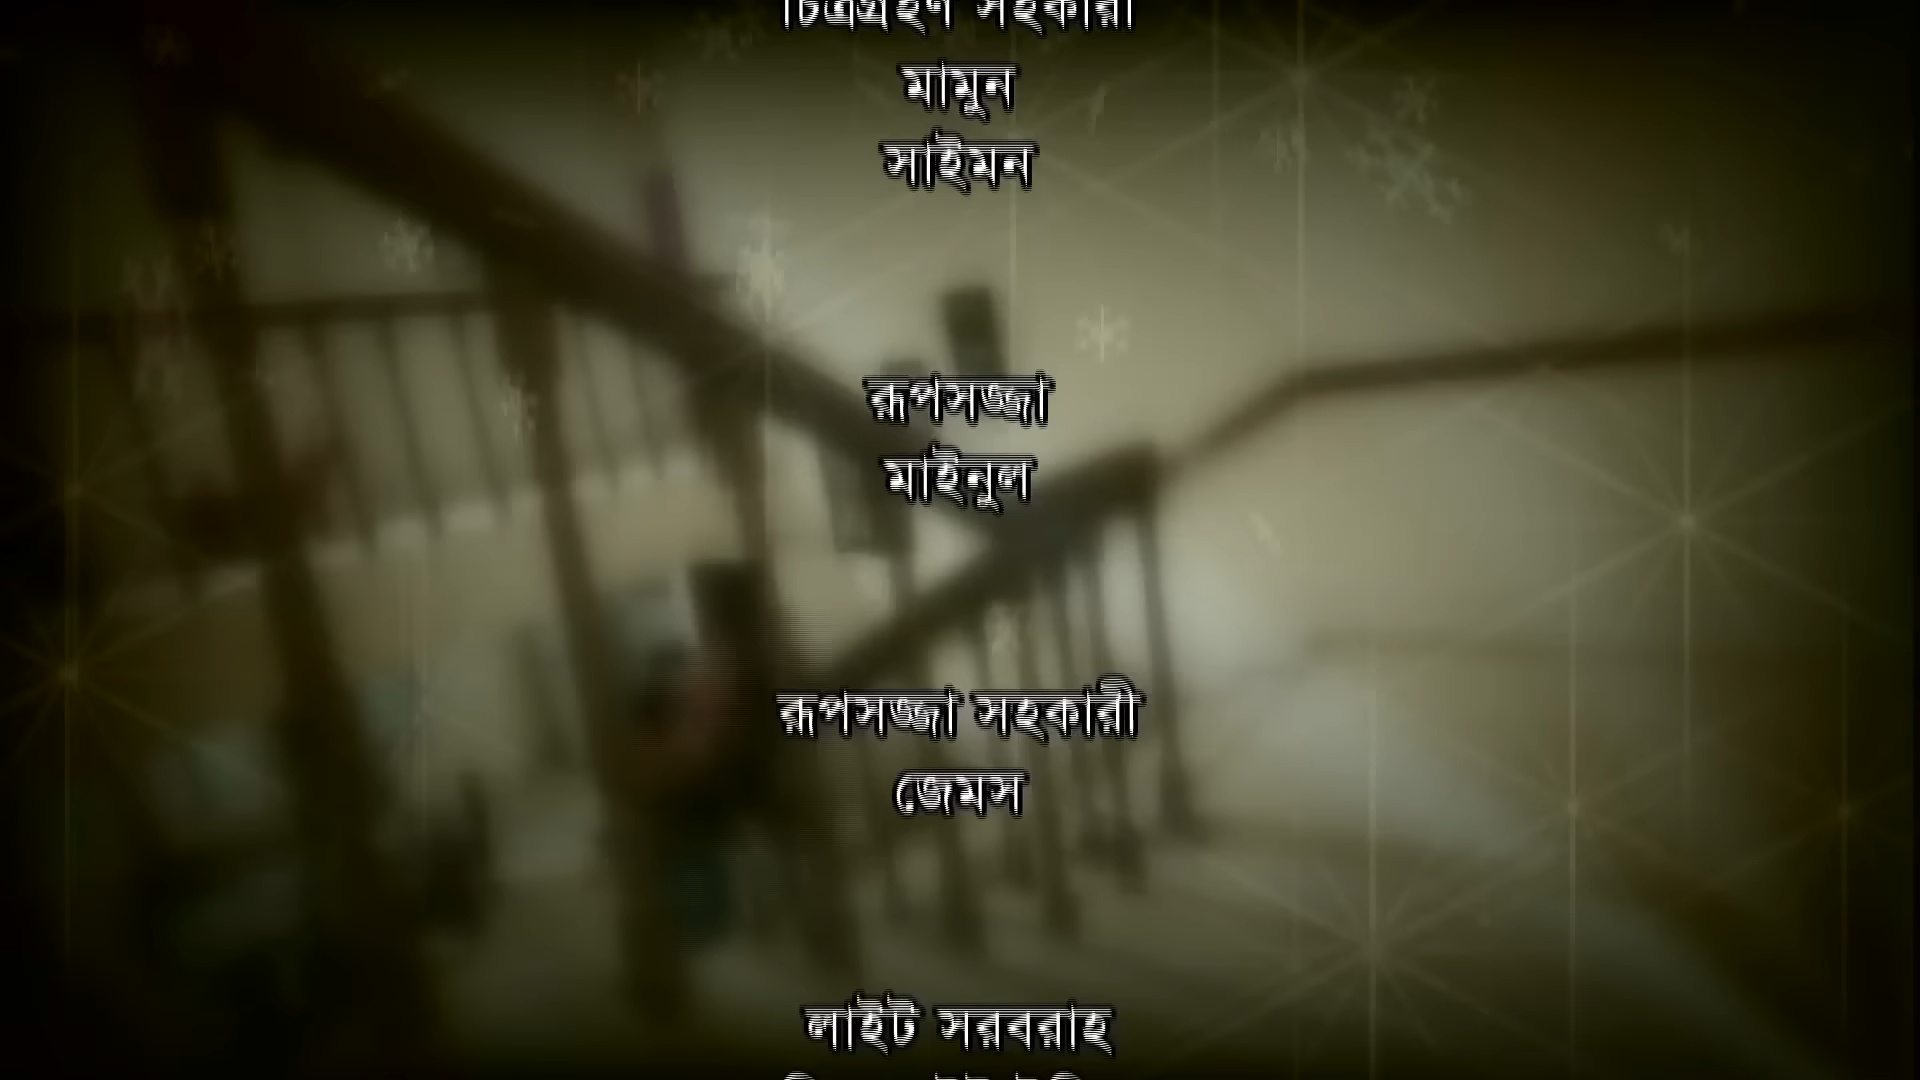 চিত্রগ্রহণ সহকারী
মামুন
সাইমন
রূপসজ্জা
মাইনুল
রূপসজ্জা সহকারী
জেমস
লাইট সরবরাহ